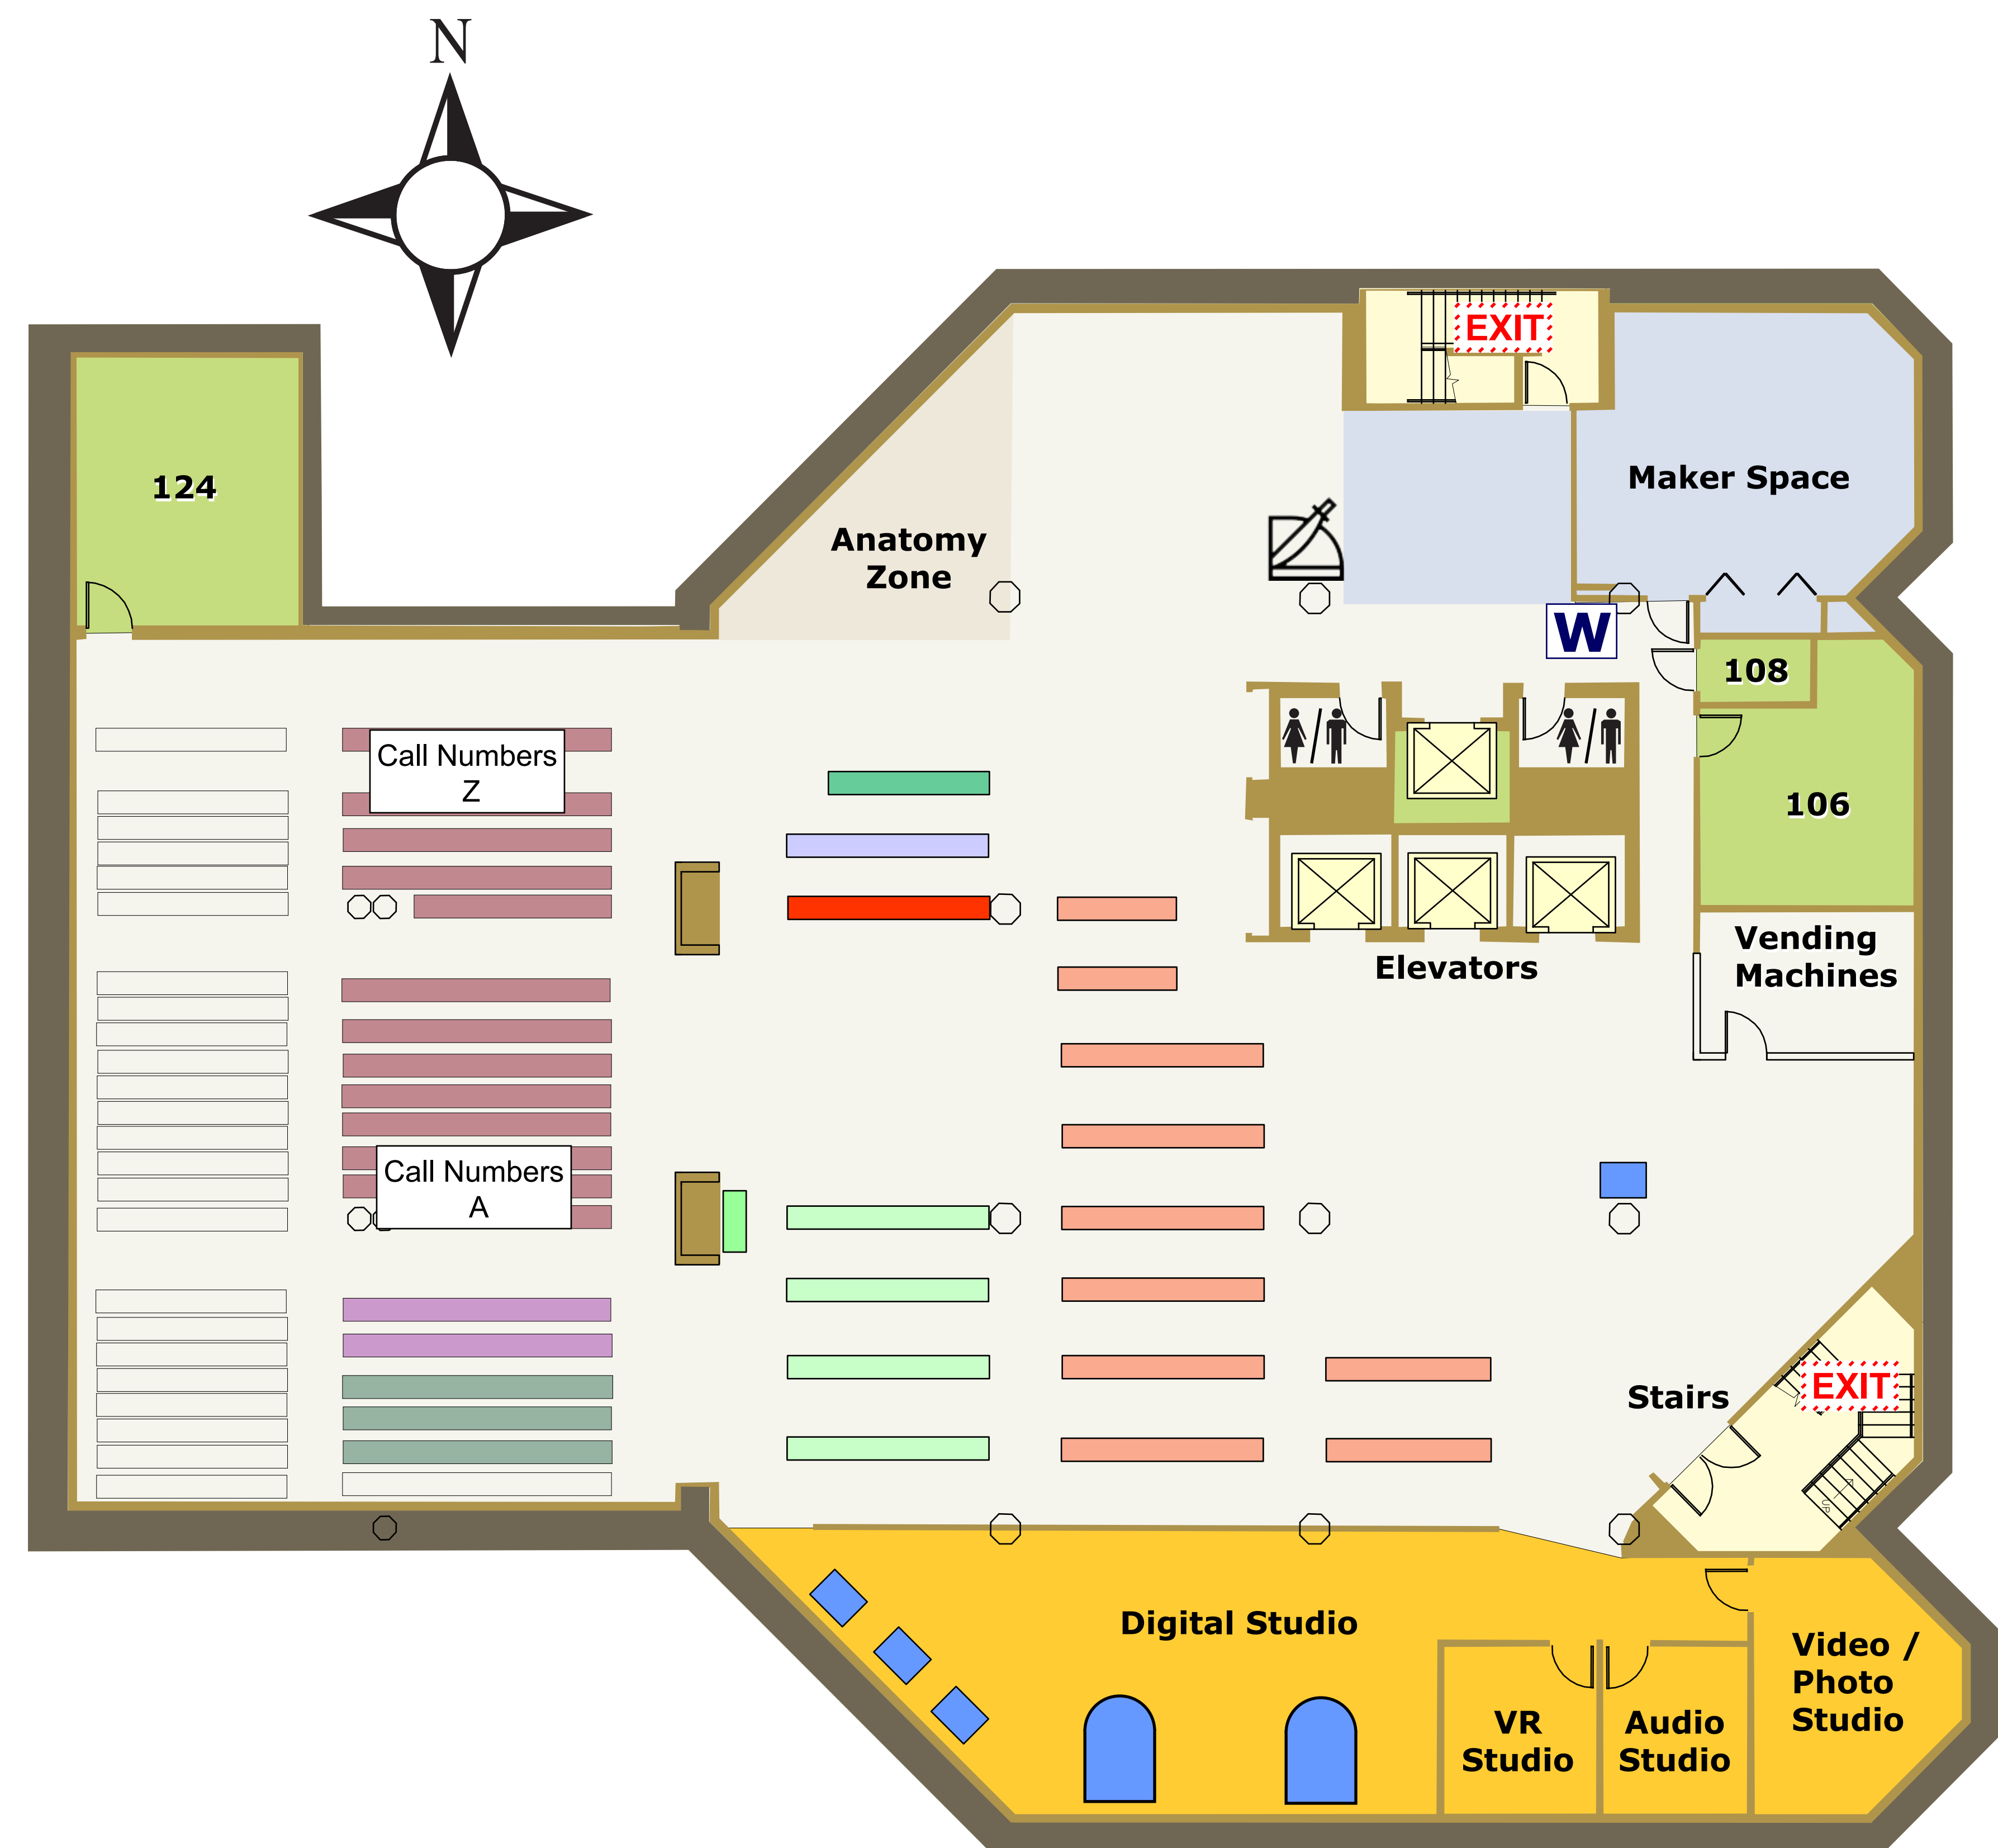 N
EXIT
124
Maker Space
Anatomy
Zone
W
108
Call Numbers
Z
106
Vending
Machines
Elevators
Call Numbers
A
EXIT
Stairs
UP
Digital Studio
Video /
Photo
Studio
VR
Studio
Audio
Studio